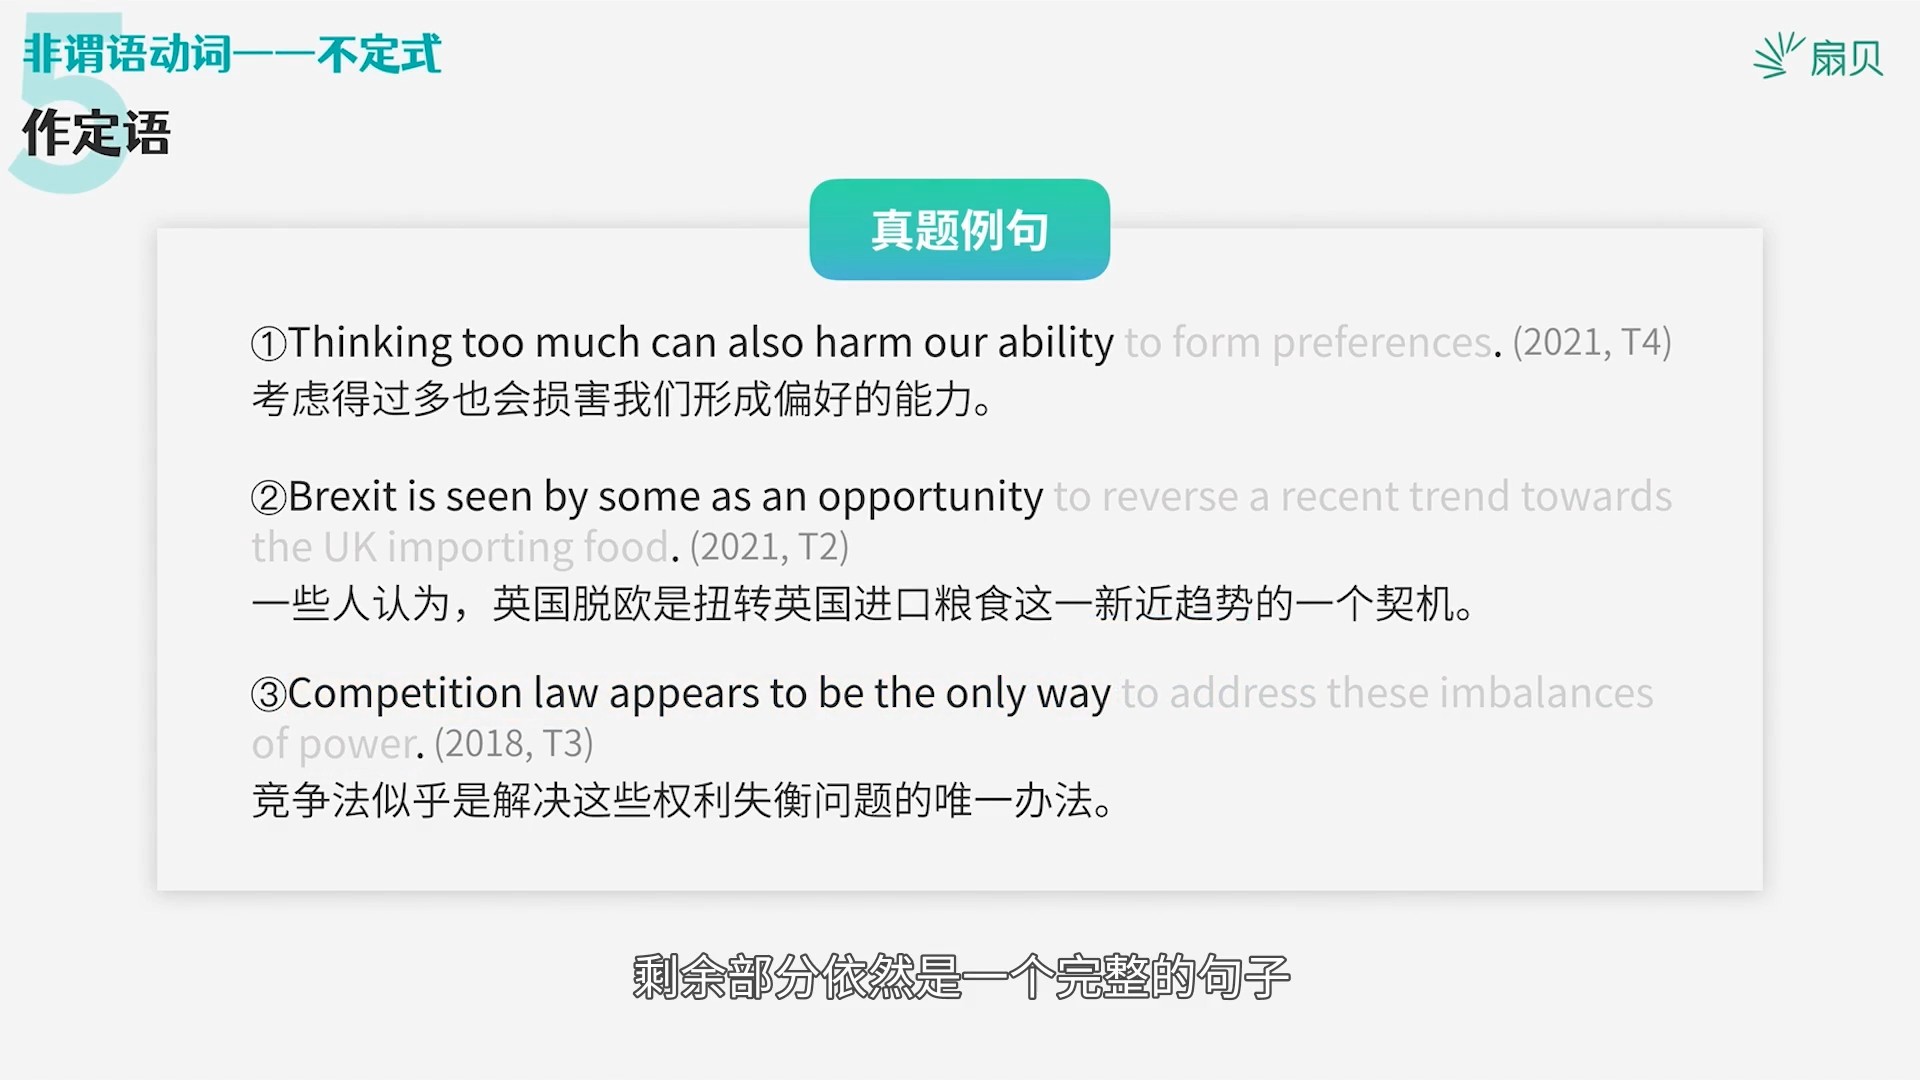 5
非谓语动词——不定式
扇贝
作定语
真题例句
①Thinking too much can also harm our ability to form preferences. (2021, T4)
考虑得过多也会损害我们形成偏好的能力。
②Brexit is seen by some as an opportunity to reverse a recent trend towards
the UK importing food. (2021, T2)
一些人认为，英国脱欧是扭转英国进口粮食这一新近趋势的一个契机。
③Competition law appears to be the only way to address these imbalances
of power. (2018, T3)
竞争法似乎是解决这些权利失衡问题的唯一办法。
剩余部分依然是一个完整的句子